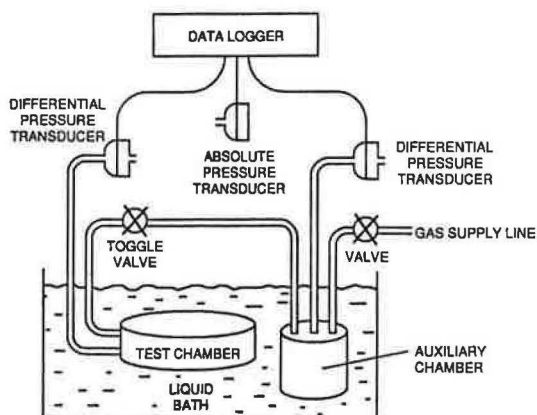 DATA LOGGER
DIFFERENTIAL
PRESSURE
TRANSDUCER
ABSOLUTE
PRESSURE
TRANSDUCER
DIFFERENTIAL
PRESSURE
TRANSDUCER
TOGGLE
VALVE
VALVE
GAS SUPPLY LINE
TEST CHAMBER
LIQUID
BATH
AUXILIARY
CHAMBER